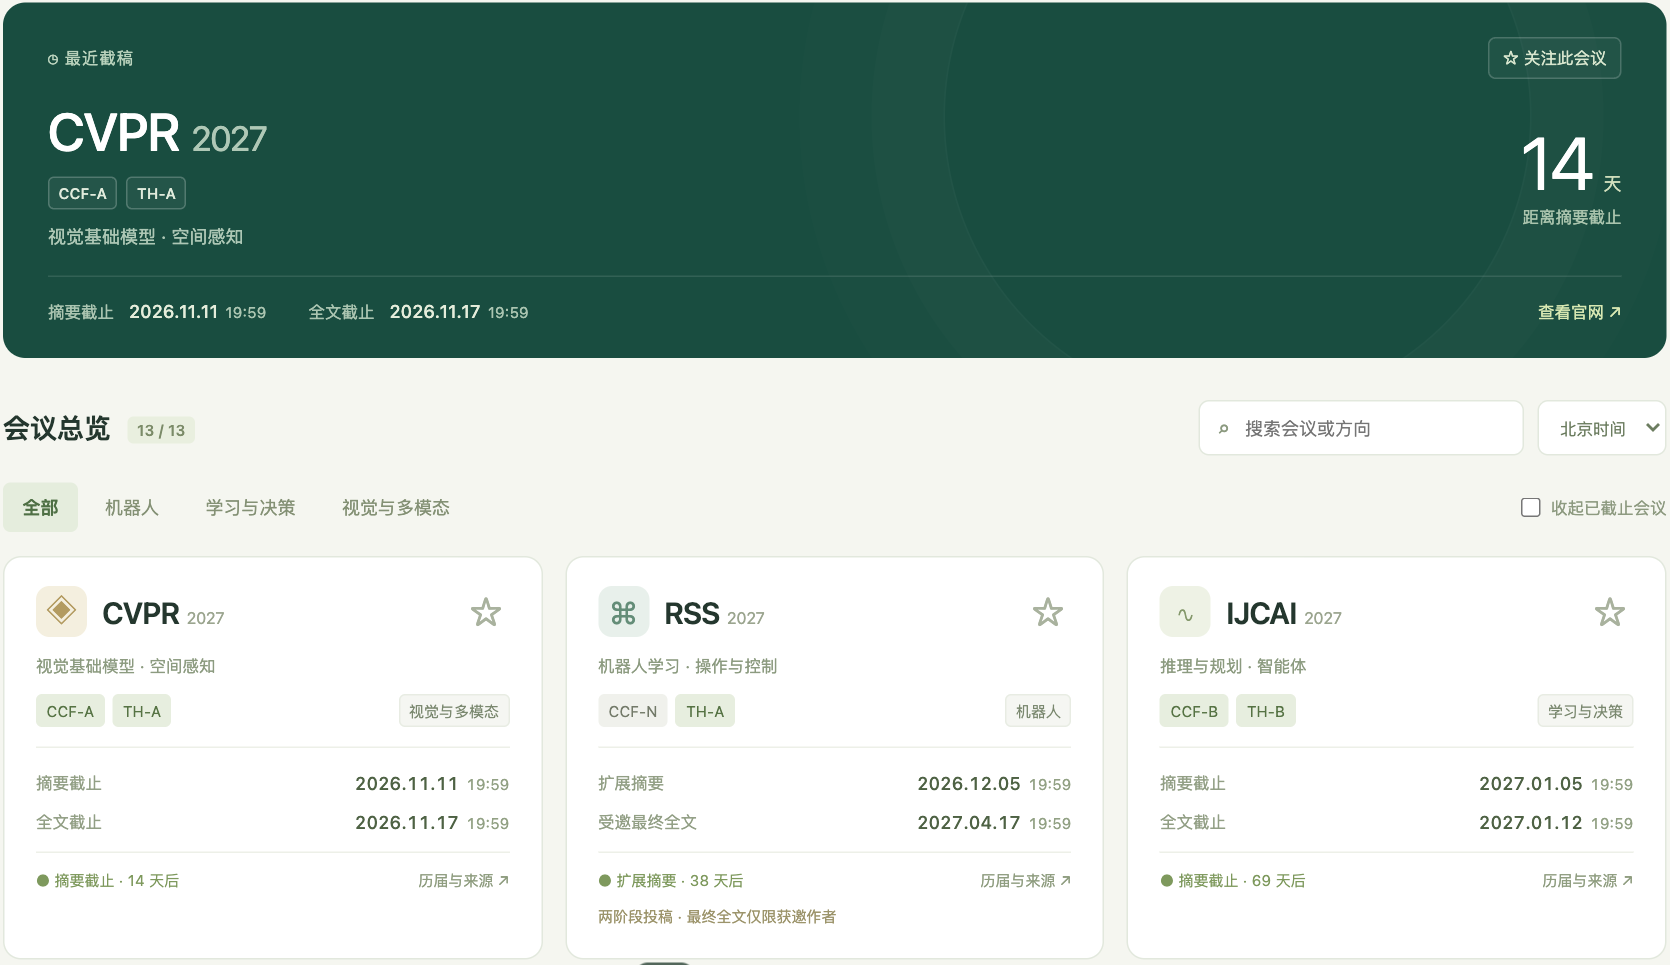 最近截稿
☆ 关注此会议
CVPR 2027
14 天
CCF-A TH-A
距离摘要截止
视觉基础模型 · 空间感知
摘要截止 2026.11.11 19:59 全文截止 2026.11.17 19:59
查看官网 ↗
会议总览 13 / 13
搜索会议或方向
北京时间
全部 机器人 学习与决策 视觉与多模态
收起已截止会议
CVPR 2027
视觉基础模型 · 空间感知
CCF-A TH-A 视觉与多模态
摘要截止 2026.11.11 19:59
全文截止 2026.11.17 19:59
摘要截止 · 14 天后 历届与来源 ↗
RSS 2027
机器人学习 · 操作与控制
CCF-N TH-A 机器人
扩展摘要 2026.12.05 19:59
受邀最终全文 2027.04.17 19:59
扩展摘要 · 38 天后 历届与来源 ↗
两阶段投稿 · 最终全文仅限获邀作者
IJCAI 2027
推理与规划 · 智能体
CCF-B TH-B 学习与决策
摘要截止 2027.01.05 19:59
全文截止 2027.01.12 19:59
摘要截止 · 69 天后 历届与来源 ↗